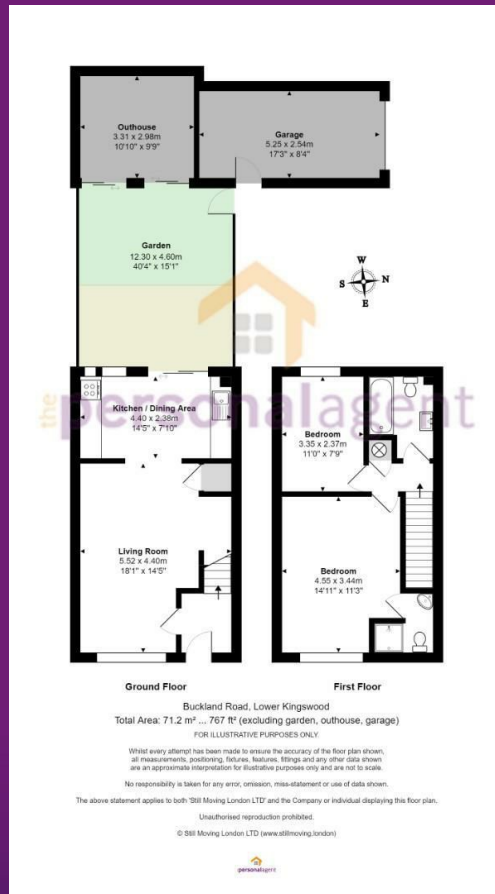 Outhouse
3.31 x 2.98m
10'10" x 9'9"
Garage
5.25 x 2.54m
17'3" x 8'4"
Garden
12.30 x 4.60m
40'4" x 15'1"
W
S N
E
the personalagent
Kitchen / Dining Area
4.40 x 2.38m
14'5" x 7'10"
Bedroom
3.35 x 2.37m
11'0" x 7'9"
Living Room
5.52 x 4.40m
18'1" x 14'5"
Bedroom
4.55 x 3.44m
14'11" x 11'3"
Ground Floor
First Floor
Buckland Road, Lower Kingswood
Total Area: 71.2 m² ... 767 ft² (excluding garden, outhouse, garage)
FOR ILLUSTRATIVE PURPOSES ONLY
Whilst every attempt has been made to ensure the accuracy of the floor plan shown,
all measurements, positioning, fixtures, features, fittings and any other data shown
are an approximate interpretation for illustrative purposes only and are not to scale.
No responsibility is taken for any error, omission, miss-statement or use of data shown.
The above statement applies to both 'Still Moving London LTD' and the Company or individual displaying this floor plan.
Unauthorised reproduction prohibited.
© Still Moving London LTD (www.stillmoving.london)
personalagent